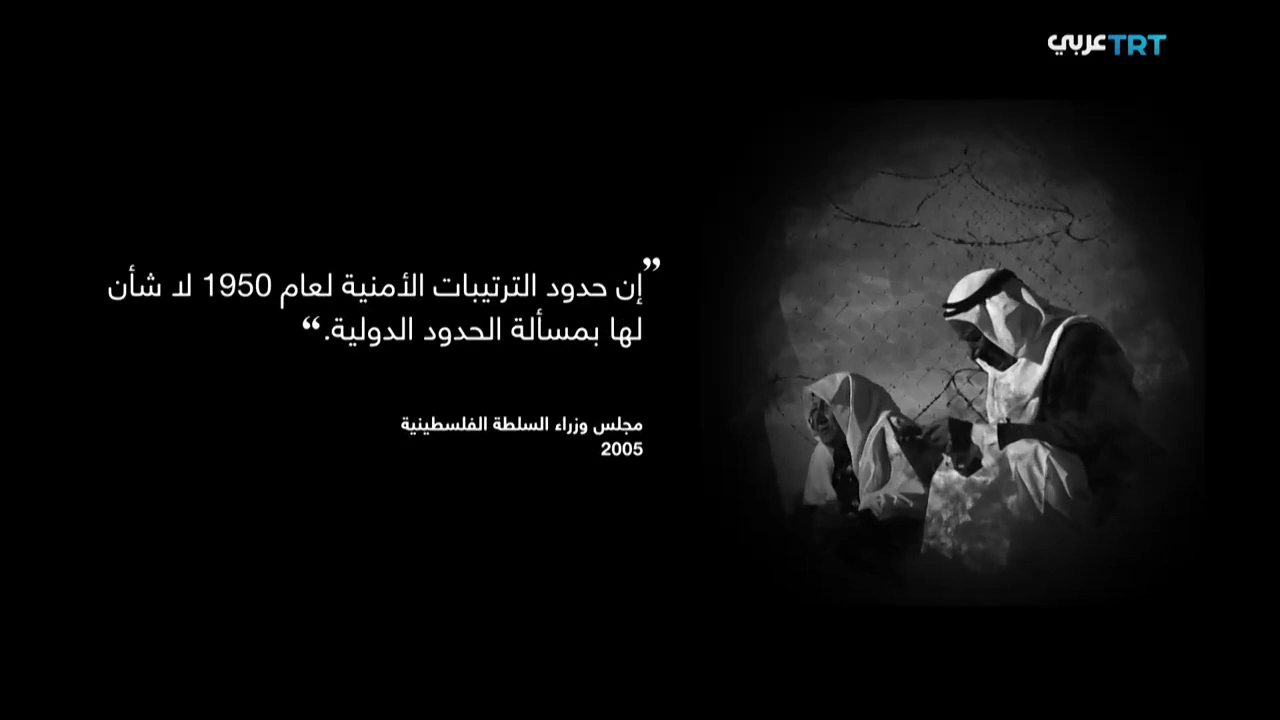 TRT عربي
”إن حدود الترتيبات الأمنية لعام 1950 لا شأن
لها بمسألة الحدود الدولية.“
مجلس وزراء السلطة الفلسطينية
2005